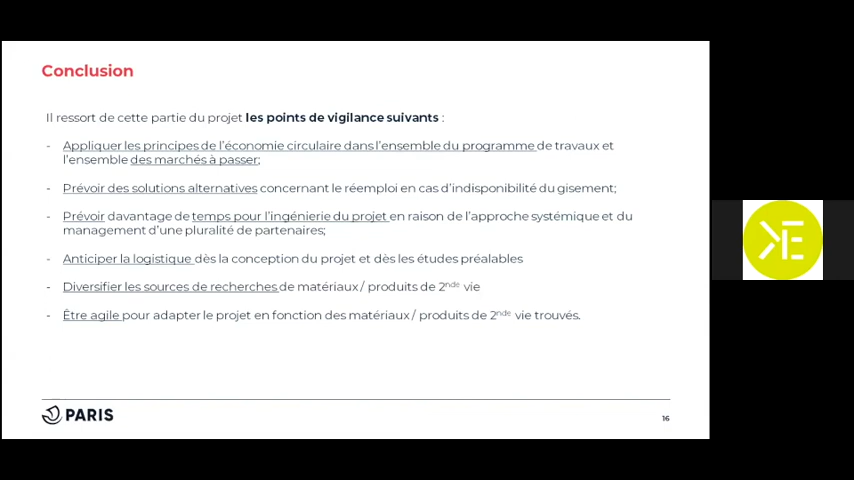 Conclusion
Il ressort de cette partie du projet les points de vigilance suivants :
- Appliquer les principes de l'économie circulaire dans l'ensemble du programme de travaux et
l'ensemble des marchés à passer;
- Prévoir des solutions alternatives concernant le réemploi en cas d'indisponibilité du gisement;
- Prévoir davantage de temps pour l'ingénierie du projet en raison de l'approche systémique et du
management d'une pluralité de partenaires;
- Anticiper la logistique dès la conception du projet et dès les études préalables
- Diversifier les sources de recherches de matériaux / produits de 2nde vie
- Être agile pour adapter le projet en fonction des matériaux / produits de 2nde vie trouvés.
PARIS
16
KE